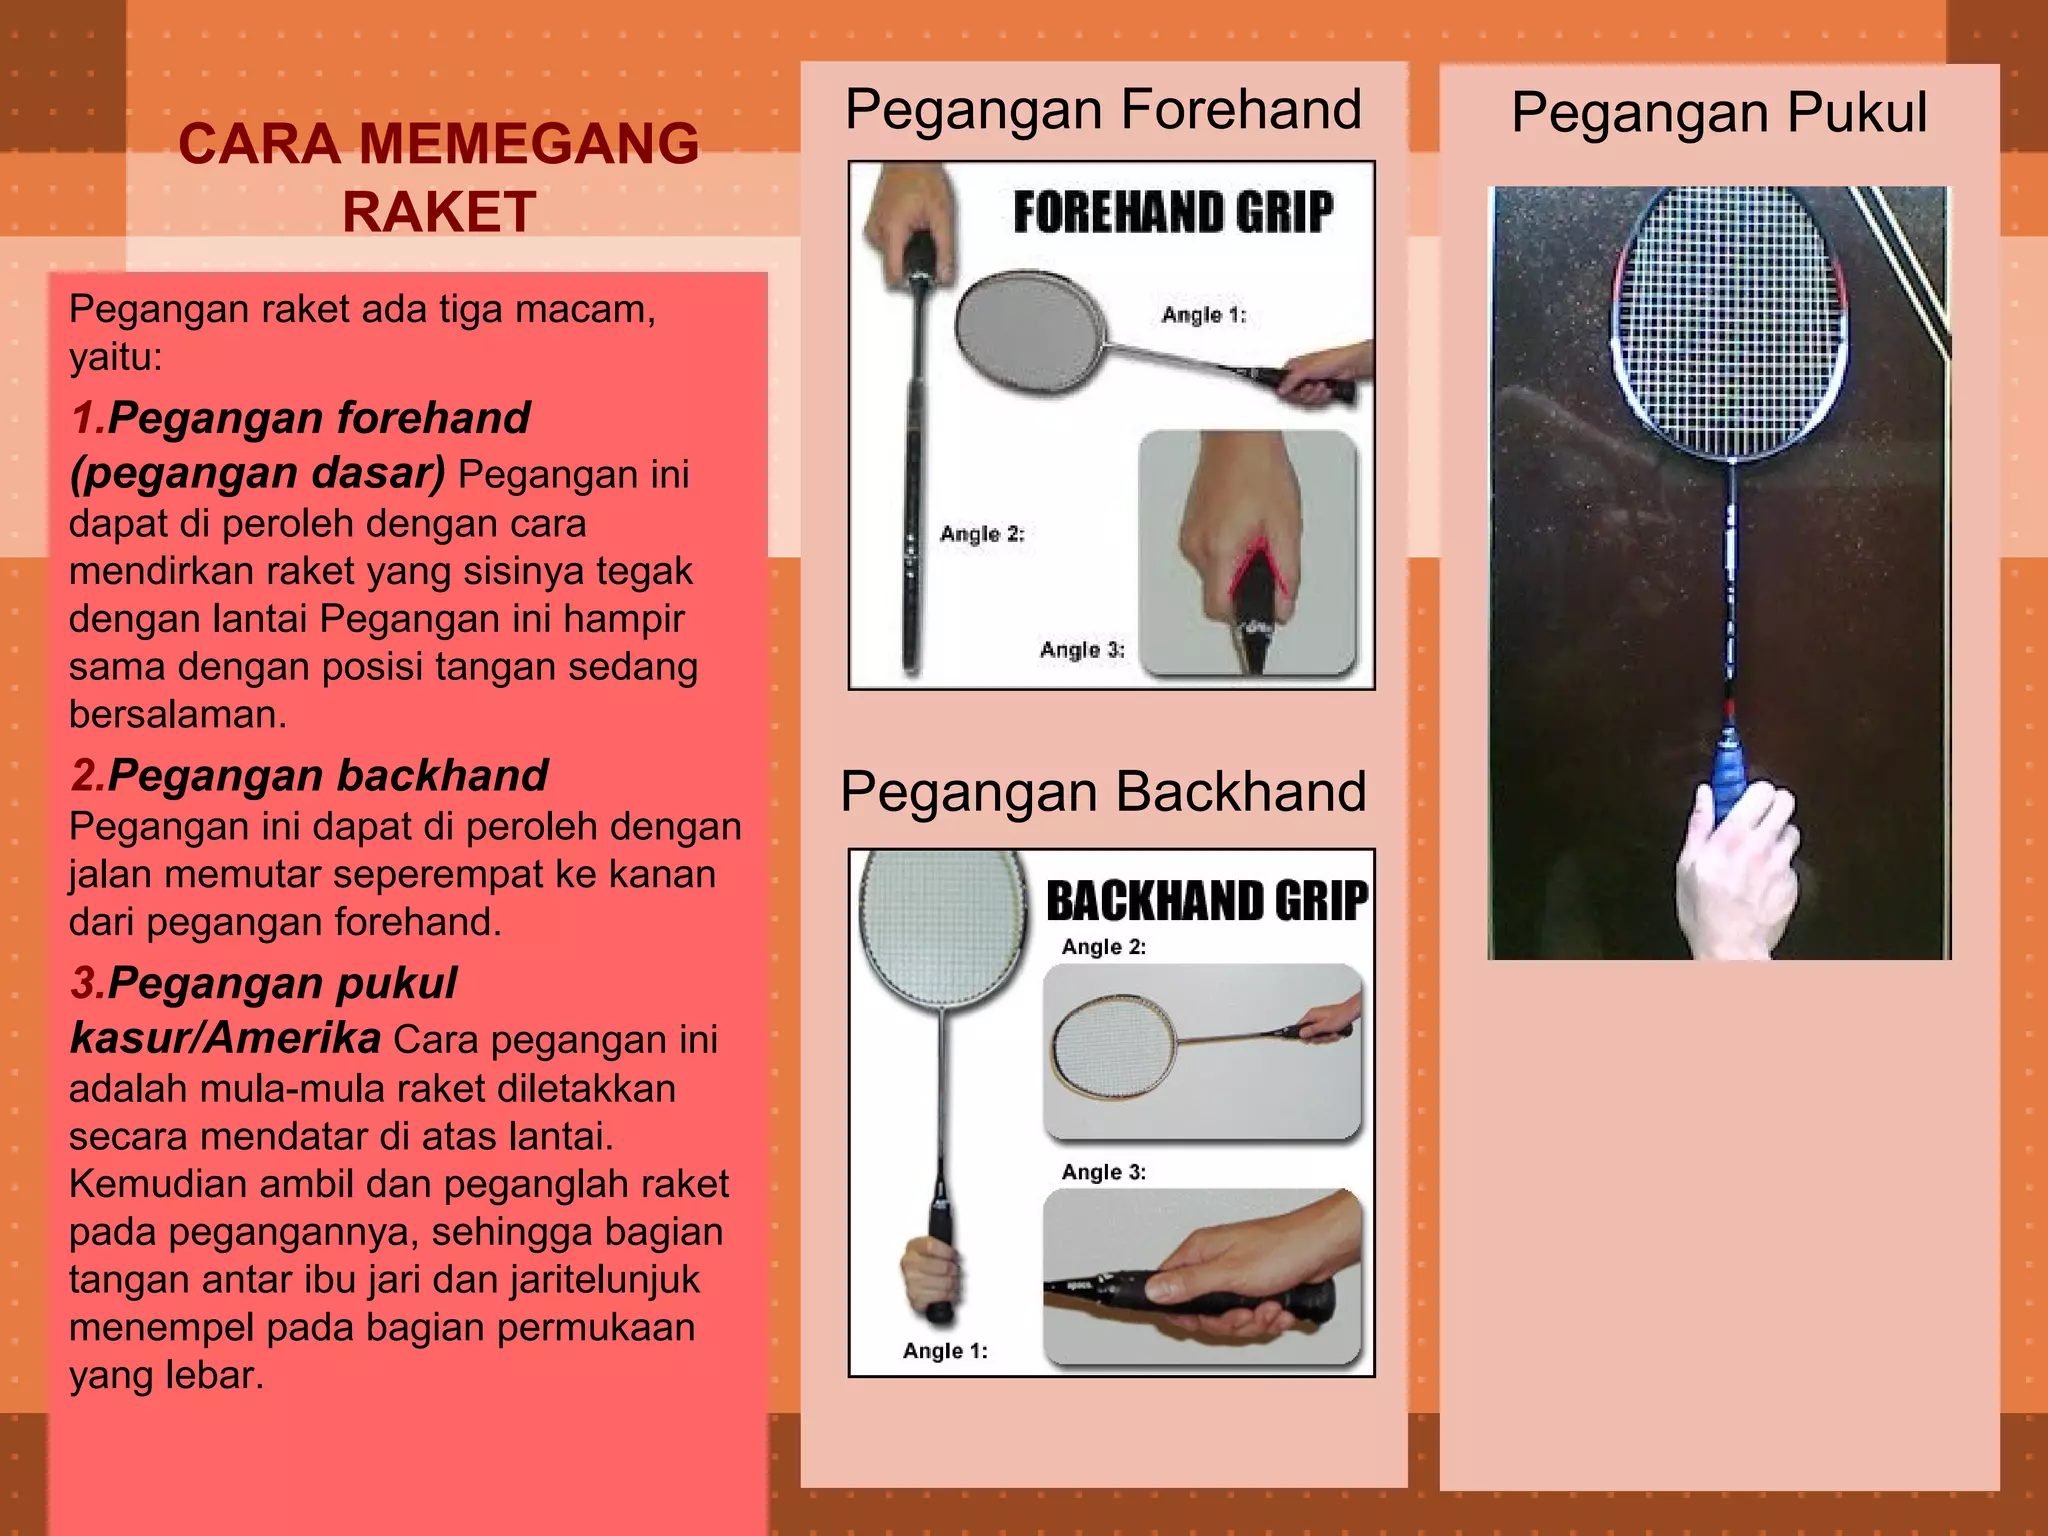 CARA MEMEGANG
RAKET
Pegangan raket ada tiga macam,
yaitu:
1.Pegangan forehand
(pegangan dasar) Pegangan ini
dapat di peroleh dengan cara
mendirkan raket yang sisinya tegak
dengan lantai Pegangan ini hampir
sama dengan posisi tangan sedang
bersalaman.
2.Pegangan backhand
Pegangan ini dapat di peroleh dengan
jalan memutar seperempat ke kanan
dari pegangan forehand.
3.Pegangan pukul
kasur/Amerika Cara pegangan ini
adalah mula-mula raket diletakkan
secara mendatar di atas lantai.
Kemudian ambil dan peganglah raket
pada pegangannya, sehingga bagian
tangan antar ibu jari dan jaritelunjuk
menempel pada bagian permukaan
yang lebar.
Pegangan Forehand
FOREHAND GRIP
Angle 1:
Angle 2:
Angle 3:
Pegangan Backhand
BACKHAND GRIP
Angle 2:
Angle 3:
Angle 1:
Pegangan Pukul